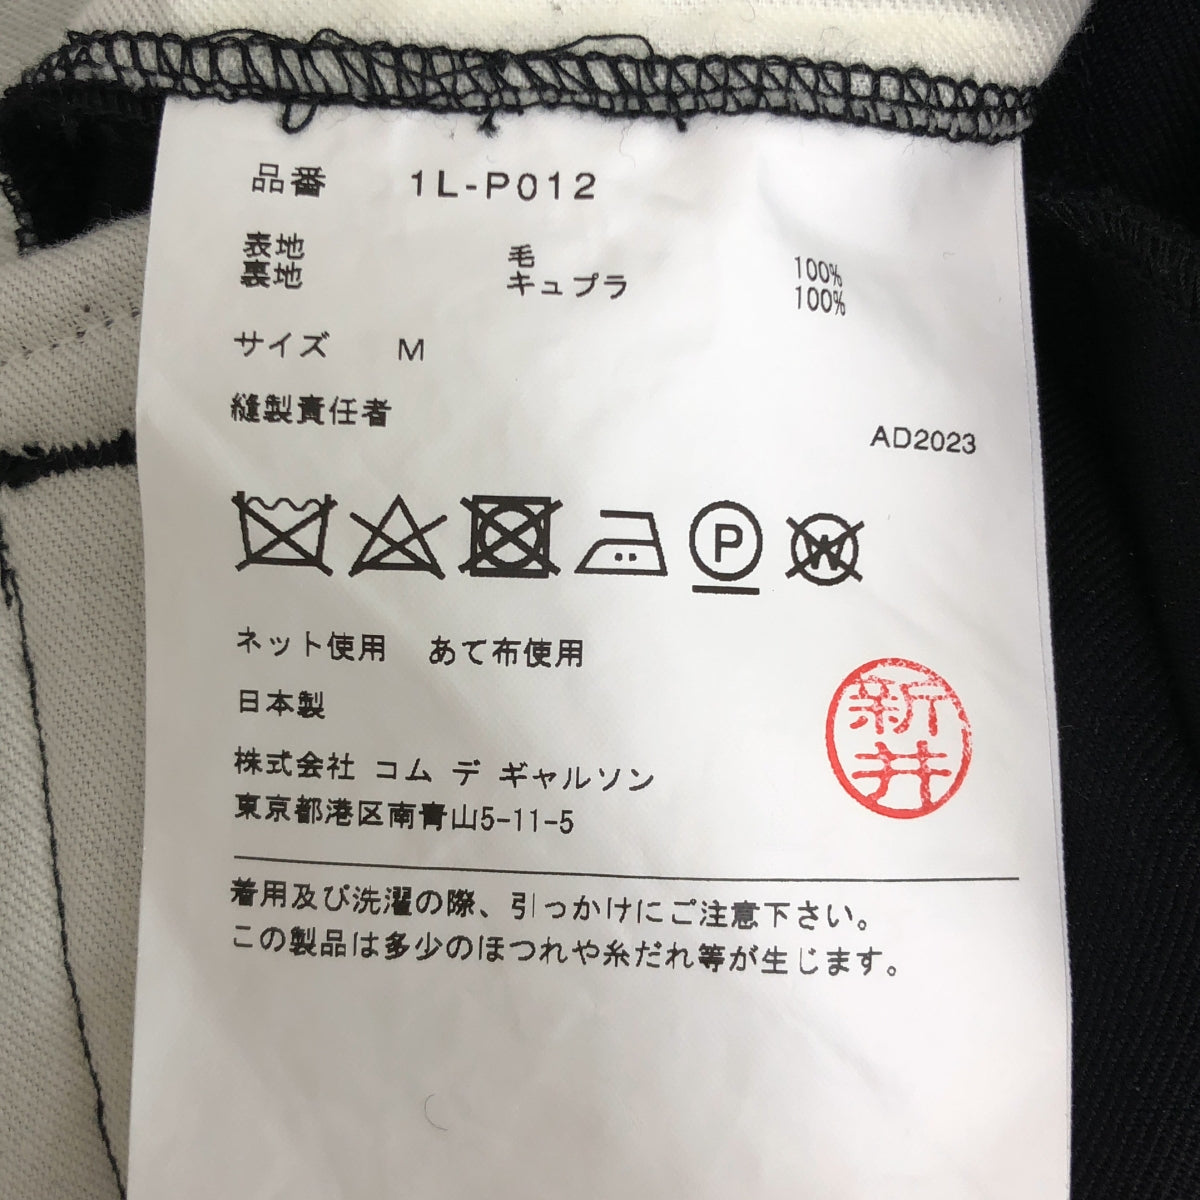 品番 1L-P012
表地 毛 100%
裏地 キュプラ 100%
サイズ M
縫製責任者
AD2023
P W
ネット使用 あて布使用
日本製
新井
株式会社 コム デ ギャルソン
東京都港区南青山5-11-5
着用及び洗濯の際、引っかけにご注意下さい。
この製品は多少のほつれや糸だれ等が生じます。